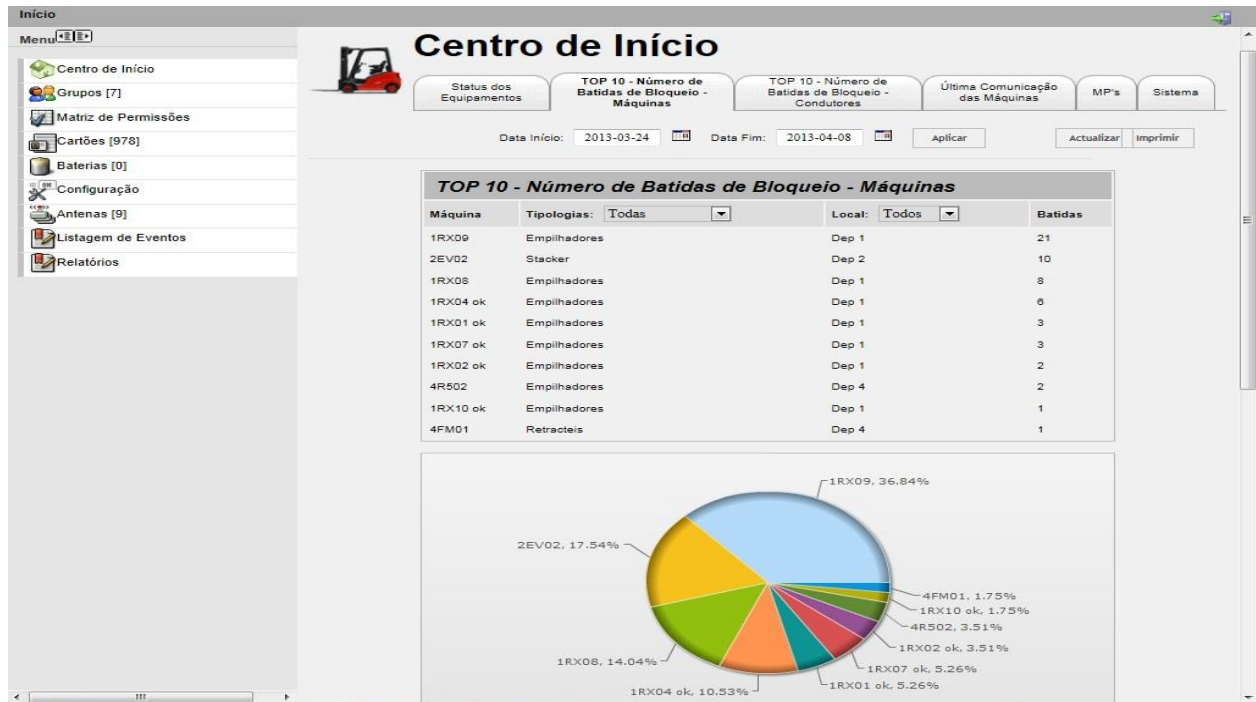 Início
Menu
Centro de Início
Grupos [7]
Matriz de Permissões
Cartões [978]
Baterias [0]
Configuração
Antenas [9]
Listagem de Eventos
Relatórios
Centro de Início
Status dos
Equipamentos
TOP 10 - Número de
Batidas de Bloqueio -
Máquinas
TOP 10 - Número de
Batidas de Bloqueio -
Condutores
Última Comunicação
das Máquinas
MP's
Sistema
Data Início: 2013-03-24 Data Fim: 2013-04-08 Aplicar Actualizar Imprimir
TOP 10 - Número de Batidas de Bloqueio - Máquinas
Máquina Tipologias: Todas Local: Todos Batidas
1RX09 Empilhadores Dep 1 21
2EV02 Stacker Dep 2 10
1RX08 Empilhadores Dep 1 8
1RX04 ok Empilhadores Dep 1 6
1RX01 ok Empilhadores Dep 1 3
1RX07 ok Empilhadores Dep 1 3
1RX02 ok Empilhadores Dep 1 2
4R502 Empilhadores Dep 4 2
1RX10 ok Empilhadores Dep 1 1
4FM01 Retracteis Dep 4 1
1RX09, 36.84%
2EV02, 17.54%
4FM01, 1.75%
1RX10 ok, 1.75%
4R502, 3.51%
1RX02 ok, 3.51%
1RX08, 14.04%
1RX07 ok, 5.26%
1RX01 ok, 5.26%
1RX04 ok, 10.53%